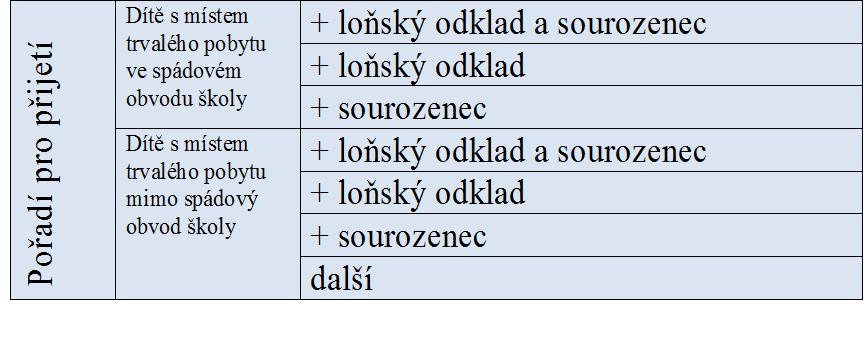 Pořadí pro přijetí
Dítě s místem
trvalého pobytu
ve spádovém
obvodu školy
+ loňský odklad a sourozenec
+ loňský odklad
+ sourozenec
Dítě s místem
trvalého pobytu
mimo spádový
obvod školy
+ loňský odklad a sourozenec
+ loňský odklad
+ sourozenec
další